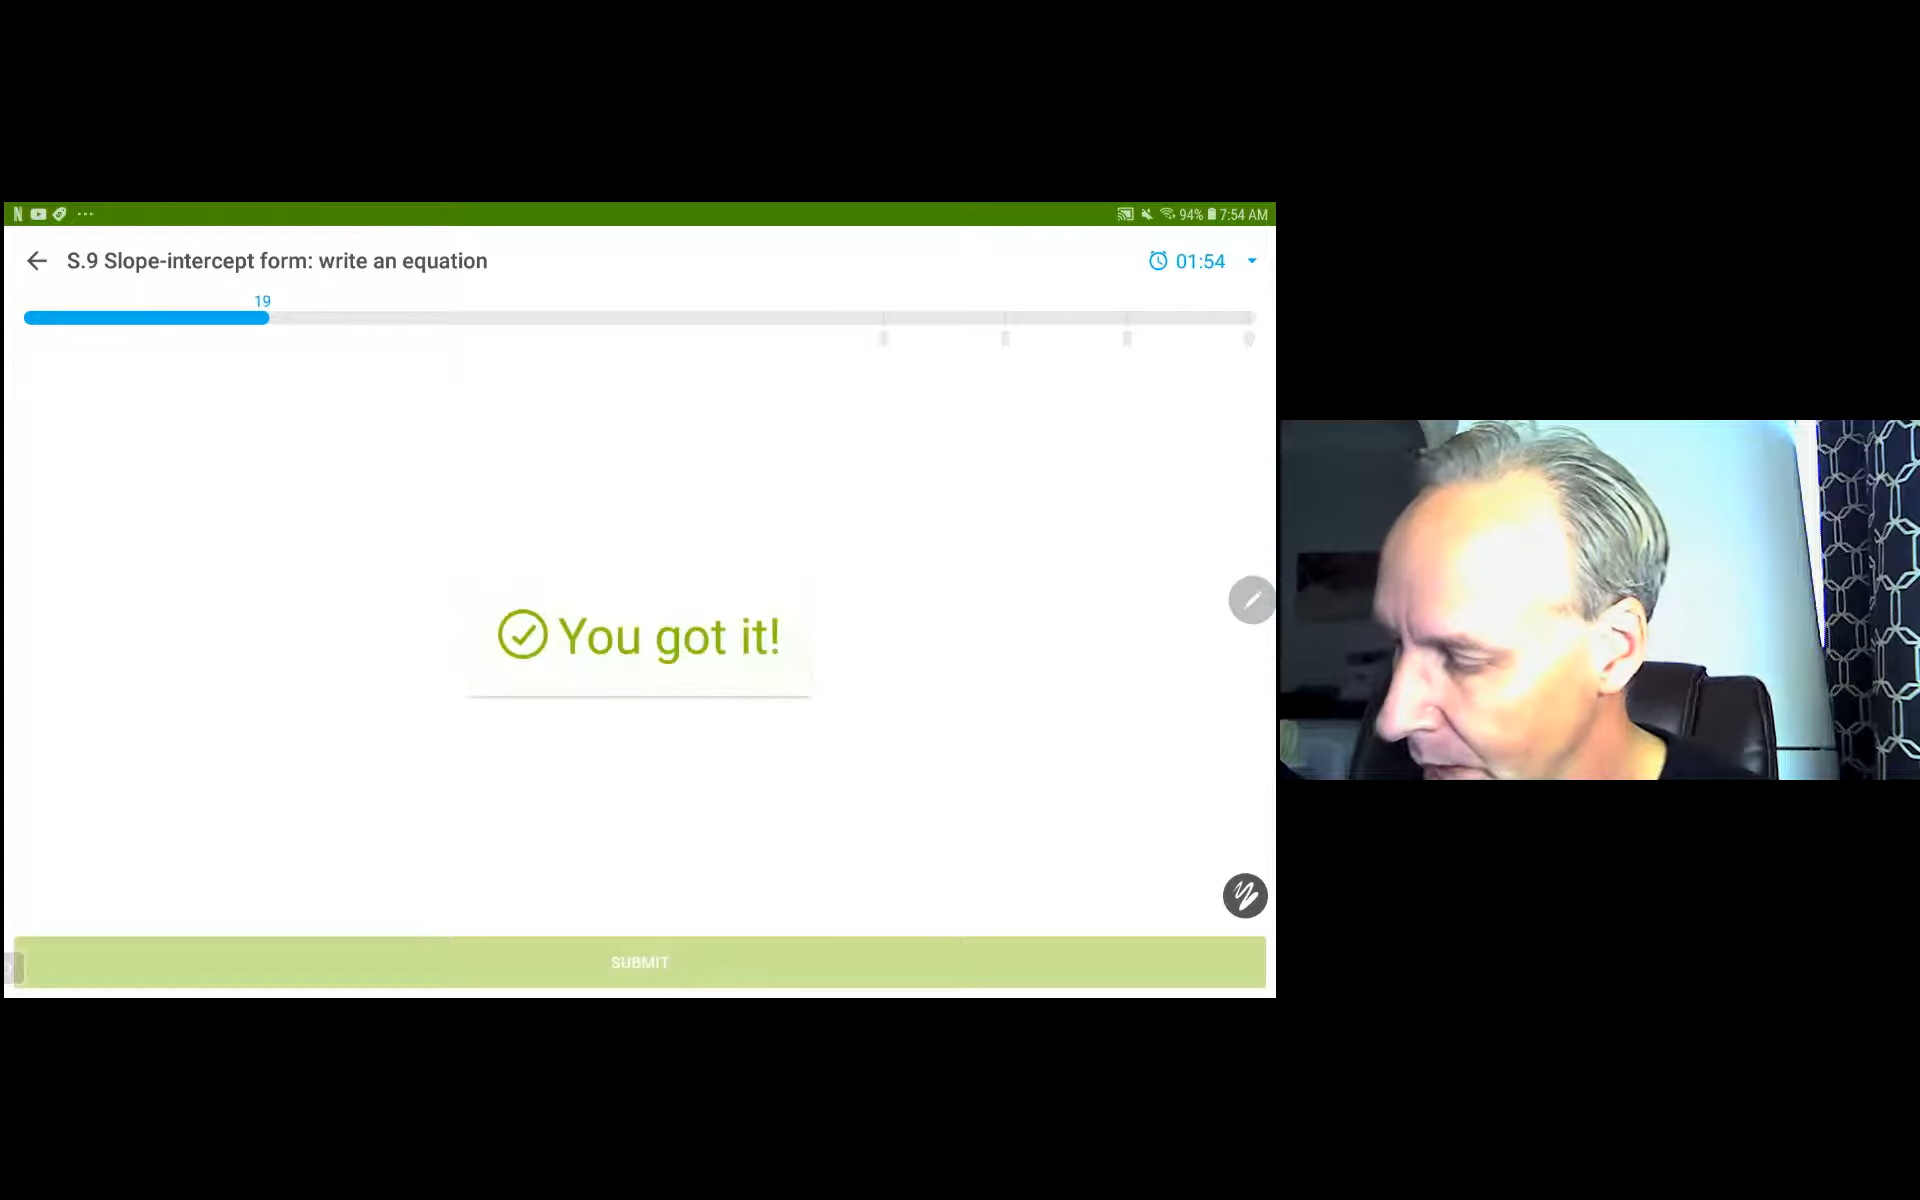 N ... 94% 7:54 AM
S.9 Slope-intercept form: write an equation 01:54
19
You got it!
SUBMIT